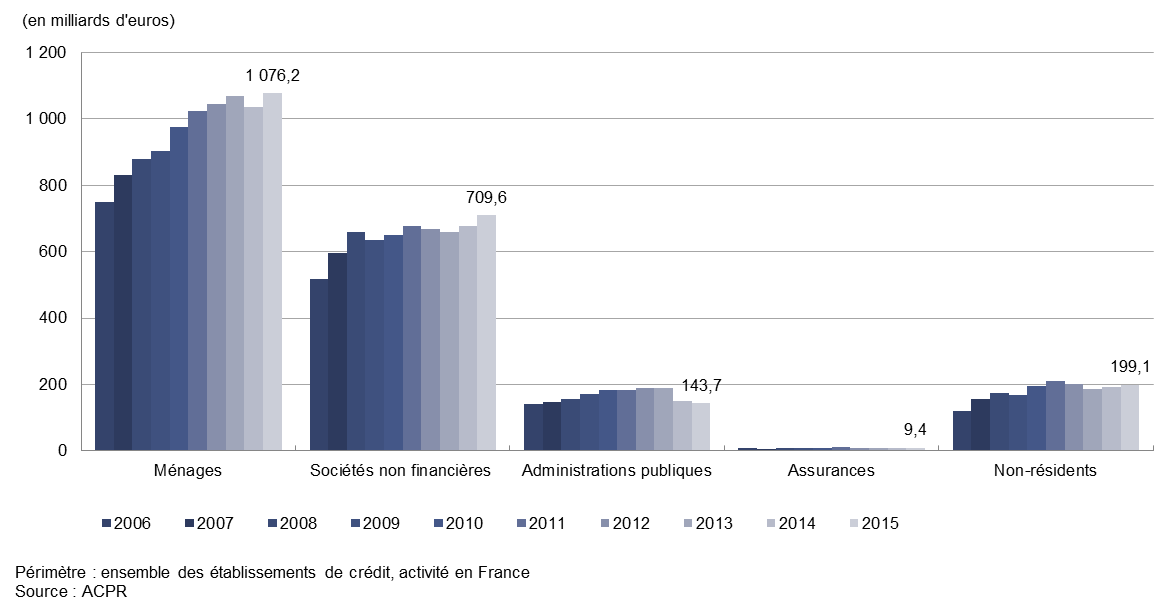 (en milliards d'euros)
1 200
1 000
800
600
400
200
0
1 076,2
709,6
143,7
9,4
199,1
Ménages
Sociétés non financières
Administrations publiques
Assurances
Non-résidents
2006 2007 2008 2009 2010 2011 2012 2013 2014 2015
Périmètre : ensemble des établissements de crédit, activité en France
Source : ACPR